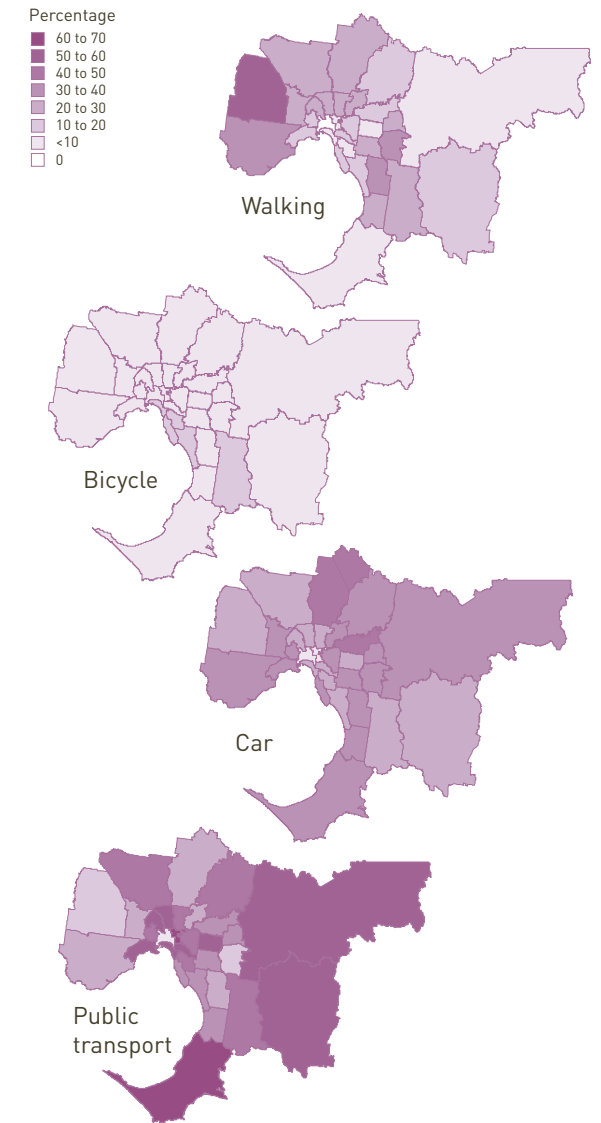 Percentage
60 to 70
50 to 60
40 to 50
30 to 40
20 to 30
10 to 20
<10
0
Walking
Bicycle
Car
Public
transport